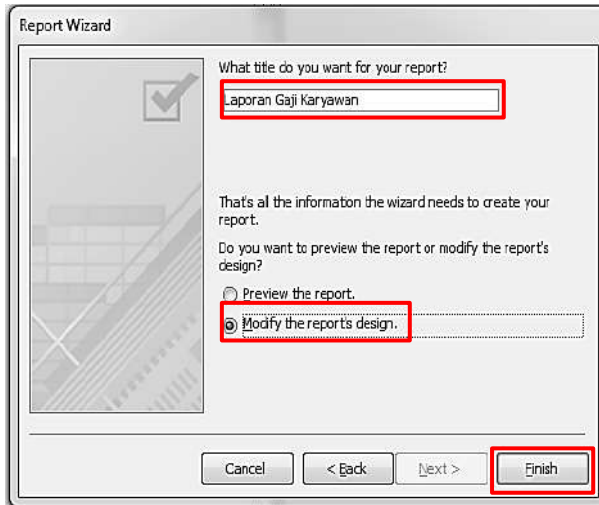 Report Wizard
What title do you want for your report?
Laporan Gaji Karyawan
That's all the information the wizard needs to create your
report.
Do you want to preview the report or modify the report's
design?
Preview the report.
Modify the report's design.
Cancel
< Back
Next >
Finish